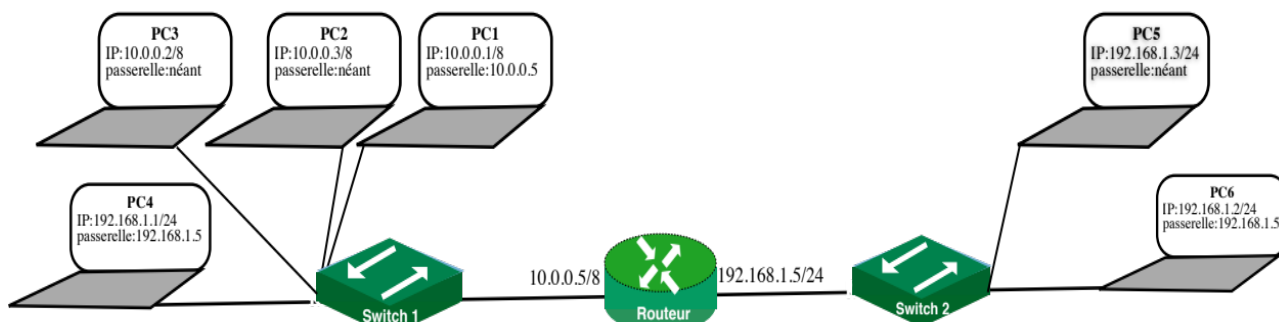 PC3
IP:10.0.0.2/8
passerelle:néant
PC2
IP:10.0.0.3/8
passerelle:néant
PC1
IP:10.0.0.1/8
passerelle:10.0.0.5
PC5
IP:192.168.1.3/24
passerelle:néant
PC4
IP:192.168.1.1/24
passerelle:192.168.1.5
PC6
IP:192.168.1.2/24
passerelle:192.168.1.5
10.0.0.5/8
192.168.1.5/24
Switch 1
Routeur
Switch 2